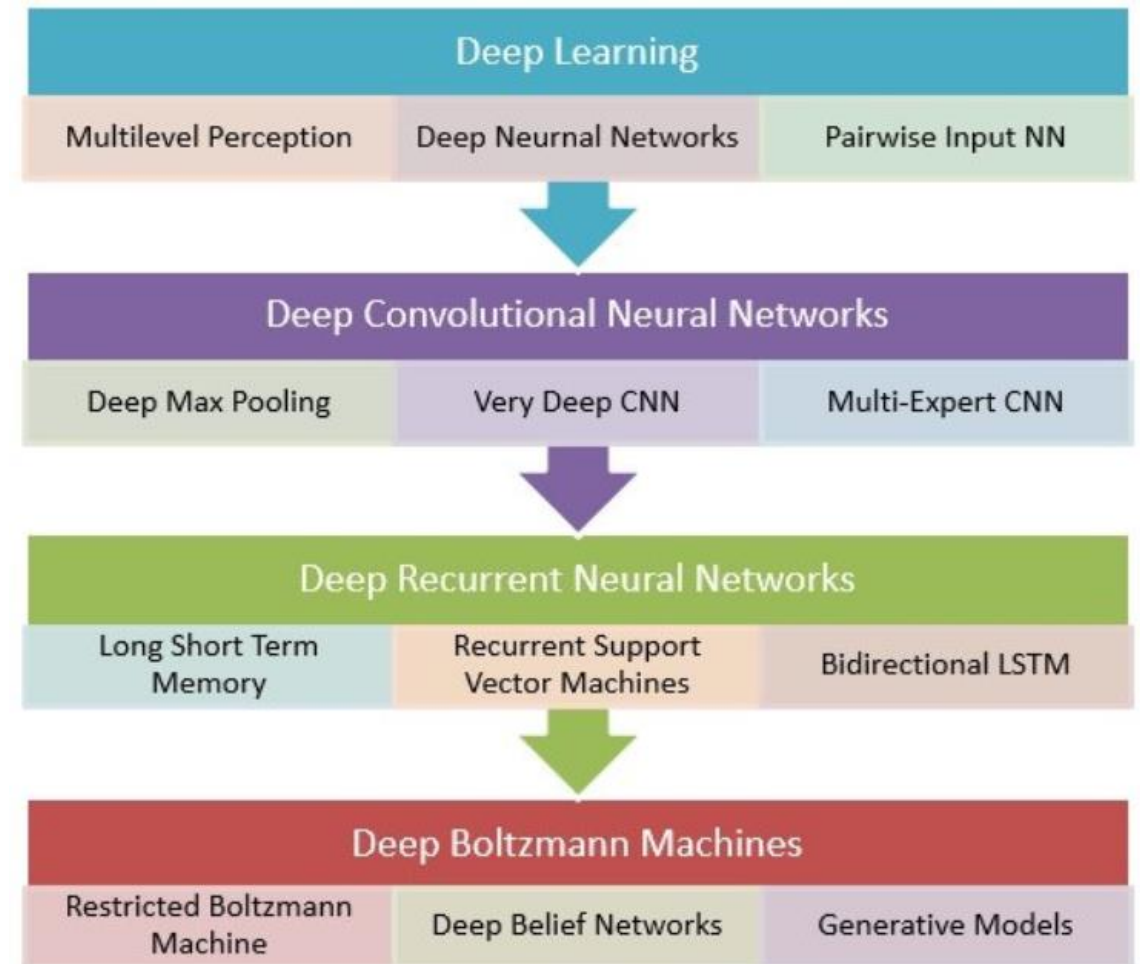 Deep Learning
Multilevel Perception
Deep Neurnal Networks
Pairwise Input NN
Deep Convolutional Neural Networks
Deep Max Pooling
Very Deep CNN
Multi-Expert CNN
Deep Recurrent Neural Networks
Long Short Term
Memory
Recurrent Support
Vector Machines
Bidirectional LSTM
Deep Boltzmann Machines
Restricted Boltzmann
Machine
Deep Belief Networks
Generative Models